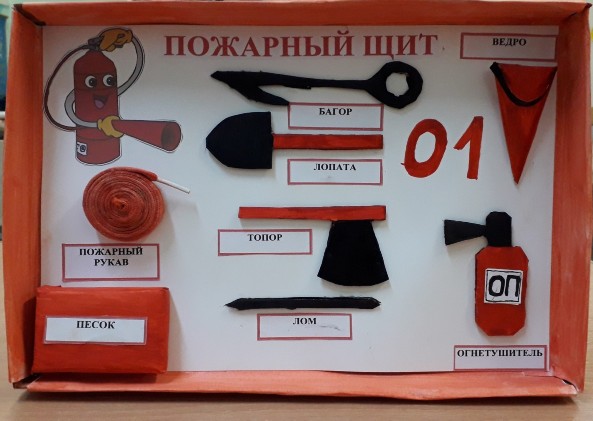 ПОЖАРНЫЙ ЩИТ
ВЕДРО
БАГОР
ЛОПАТА
01
ПОЖАРНЫЙ
РУКАВ
ТОПОР
ОП
ПЕСОК
ЛОМ
ОГНЕТУШИТЕЛЬ